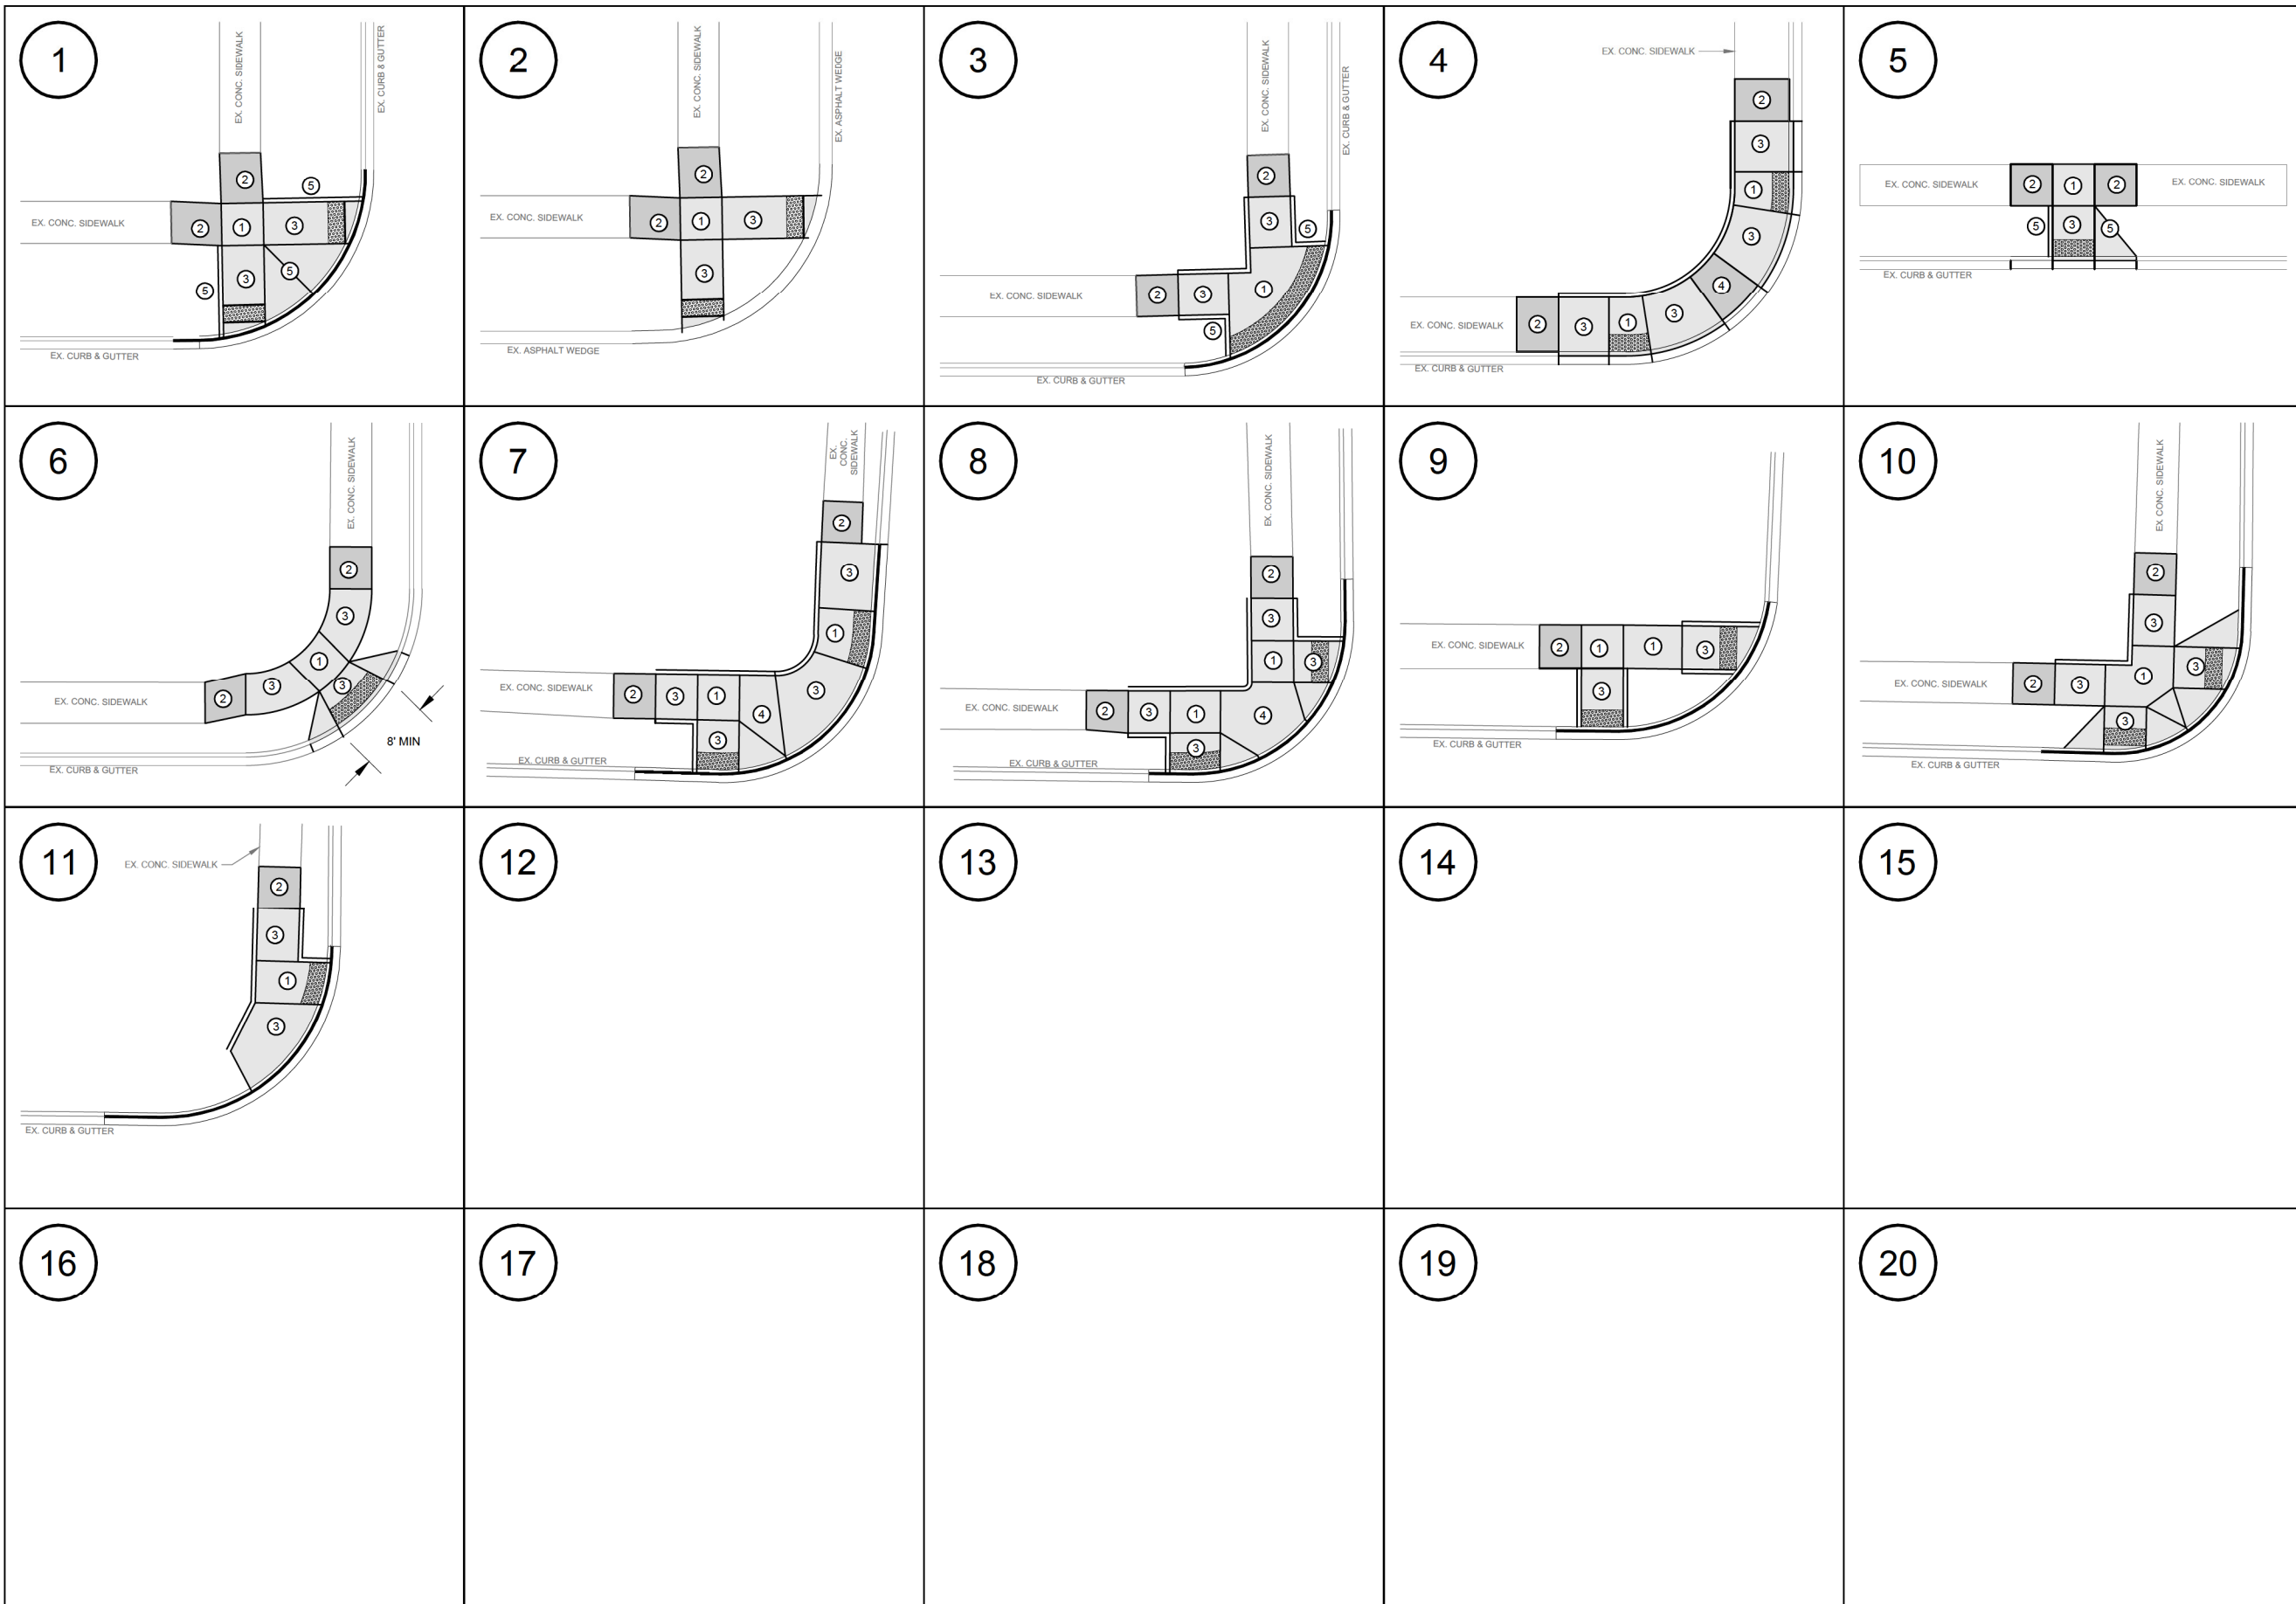 1
EX. CONC. SIDEWALK
EX. CURB & GUTTER
2
5
EX. CONC. SIDEWALK
2
1
3
5
3
5
EX. CURB & GUTTER
2
EX. CONC. SIDEWALK
EX. ASPHALT WEDGE
2
EX. CONC. SIDEWALK
2
1
3
3
EX. ASPHALT WEDGE
3
EX. CONC. SIDEWALK
EX. CURB & GUTTER
2
3
5
EX. CONC. SIDEWALK
2
3
1
5
EX. CURB & GUTTER
4
EX. CONC. SIDEWALK
2
3
1
3
4
3
EX. CONC. SIDEWALK
2
3
1
EX. CURB & GUTTER
5
EX. CONC. SIDEWALK
2
1
2
EX. CONC. SIDEWALK
5
3
5
EX. CURB & GUTTER
6
EX. CONC. SIDEWALK
2
3
1
3
3
2
EX. CONC. SIDEWALK
8' MIN
EX. CURB & GUTTER
7
EX.
CONC.
SIDEWALK
2
3
1
EX. CONC. SIDEWALK
2
3
1
3
4
3
EX. CURB & GUTTER
8
EX. CONC. SIDEWALK
2
3
1
3
EX. CONC. SIDEWALK
2
3
1
4
3
EX. CURB & GUTTER
9
EX. CONC. SIDEWALK
2
1
1
3
3
EX. CURB & GUTTER
10
EX. CONC. SIDEWALK
2
3
3
EX. CONC. SIDEWALK
2
3
1
3
EX. CURB & GUTTER
11
EX. CONC. SIDEWALK
2
3
1
3
EX. CURB & GUTTER
12
13
14
15
16
17
18
19
20